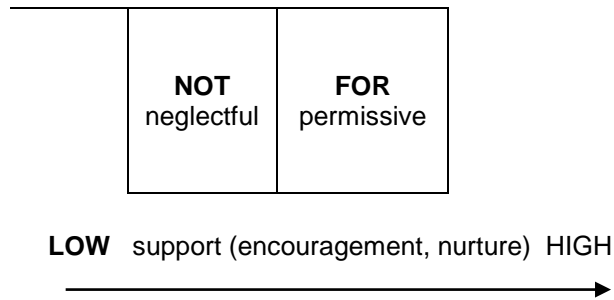 NOT FOR
neglectful permissive
LOW support (encouragement, nurture) HIGH